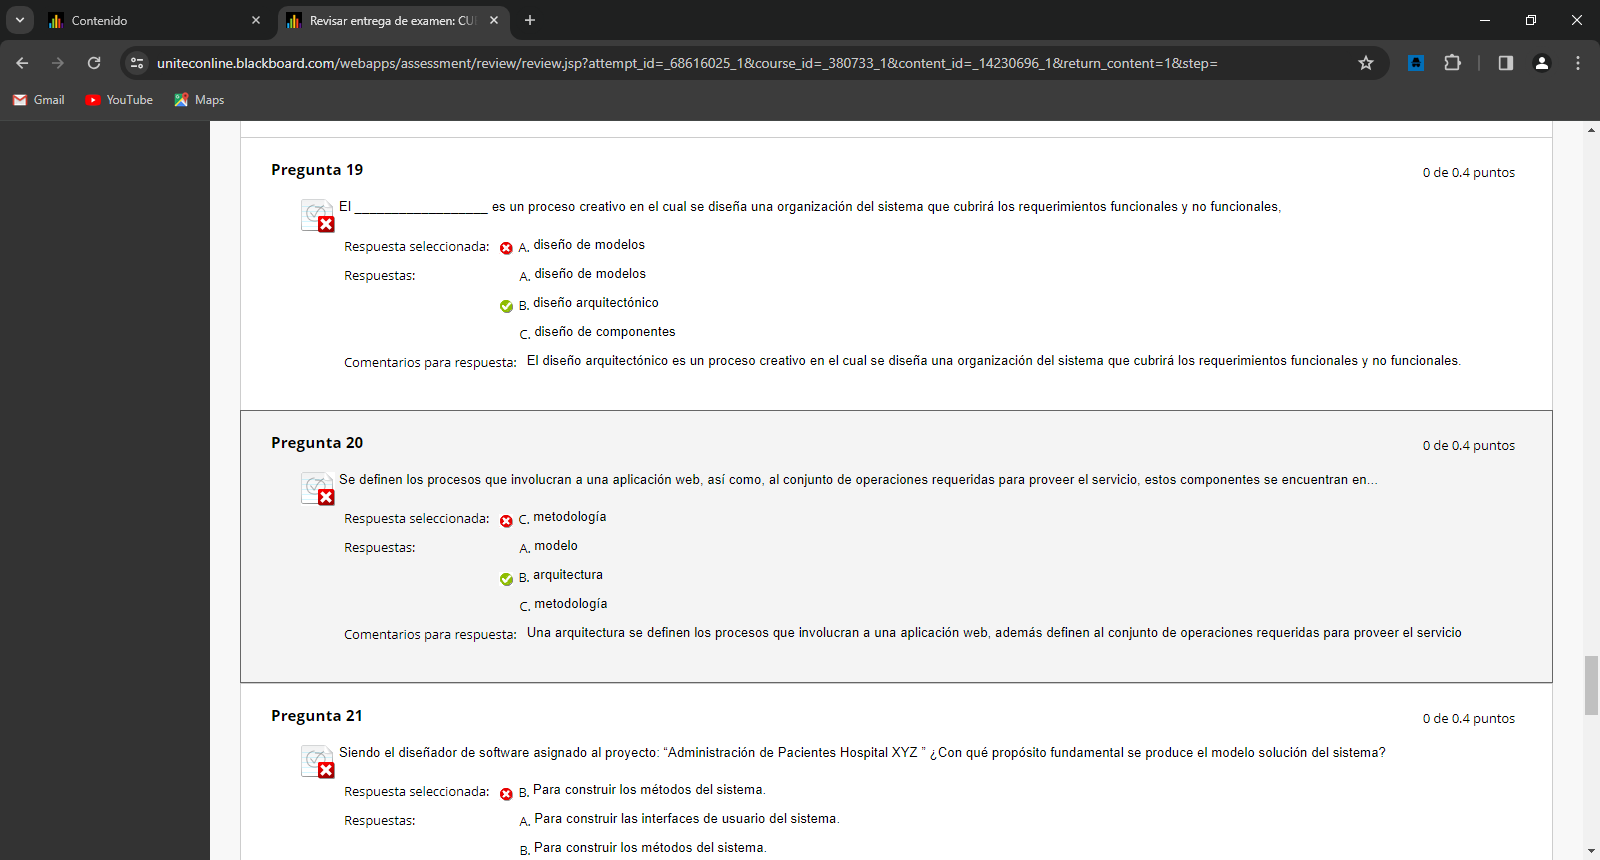 Contenido
Revisar entrega de examen: CU
uniteconline.blackboard.com/webapps/assessment/review/review.jsp?attempt_id=_68616025_1&course_id=_380733_1&content_id=_14230696_1&return_content=1&step=
Gmail YouTube Maps
Pregunta 19
0 de 0.4 puntos
El ___________________ es un proceso creativo en el cual se diseña una organización del sistema que cubrirá los requerimientos funcionales y no funcionales,
Respuesta seleccionada: A. diseño de modelos
Respuestas: A. diseño de modelos
B. diseño arquitectónico
C. diseño de componentes
Comentarios para respuesta: El diseño arquitectónico es un proceso creativo en el cual se diseña una organización del sistema que cubrirá los requerimientos funcionales y no funcionales.
Pregunta 20
0 de 0.4 puntos
Se definen los procesos que involucran a una aplicación web, así como, al conjunto de operaciones requeridas para proveer el servicio, estos componentes se encuentran en...
Respuesta seleccionada: C. metodología
Respuestas: A. modelo
B. arquitectura
C. metodología
Comentarios para respuesta: Una arquitectura se definen los procesos que involucran a una aplicación web, además definen al conjunto de operaciones requeridas para proveer el servicio
Pregunta 21
0 de 0.4 puntos
Siendo el diseñador de software asignado al proyecto: “Administración de Pacientes Hospital XYZ ” ¿Con qué propósito fundamental se produce el modelo solución del sistema?
Respuesta seleccionada: B. Para construir los métodos del sistema.
Respuestas: A. Para construir las interfaces de usuario del sistema.
B. Para construir los métodos del sistema.